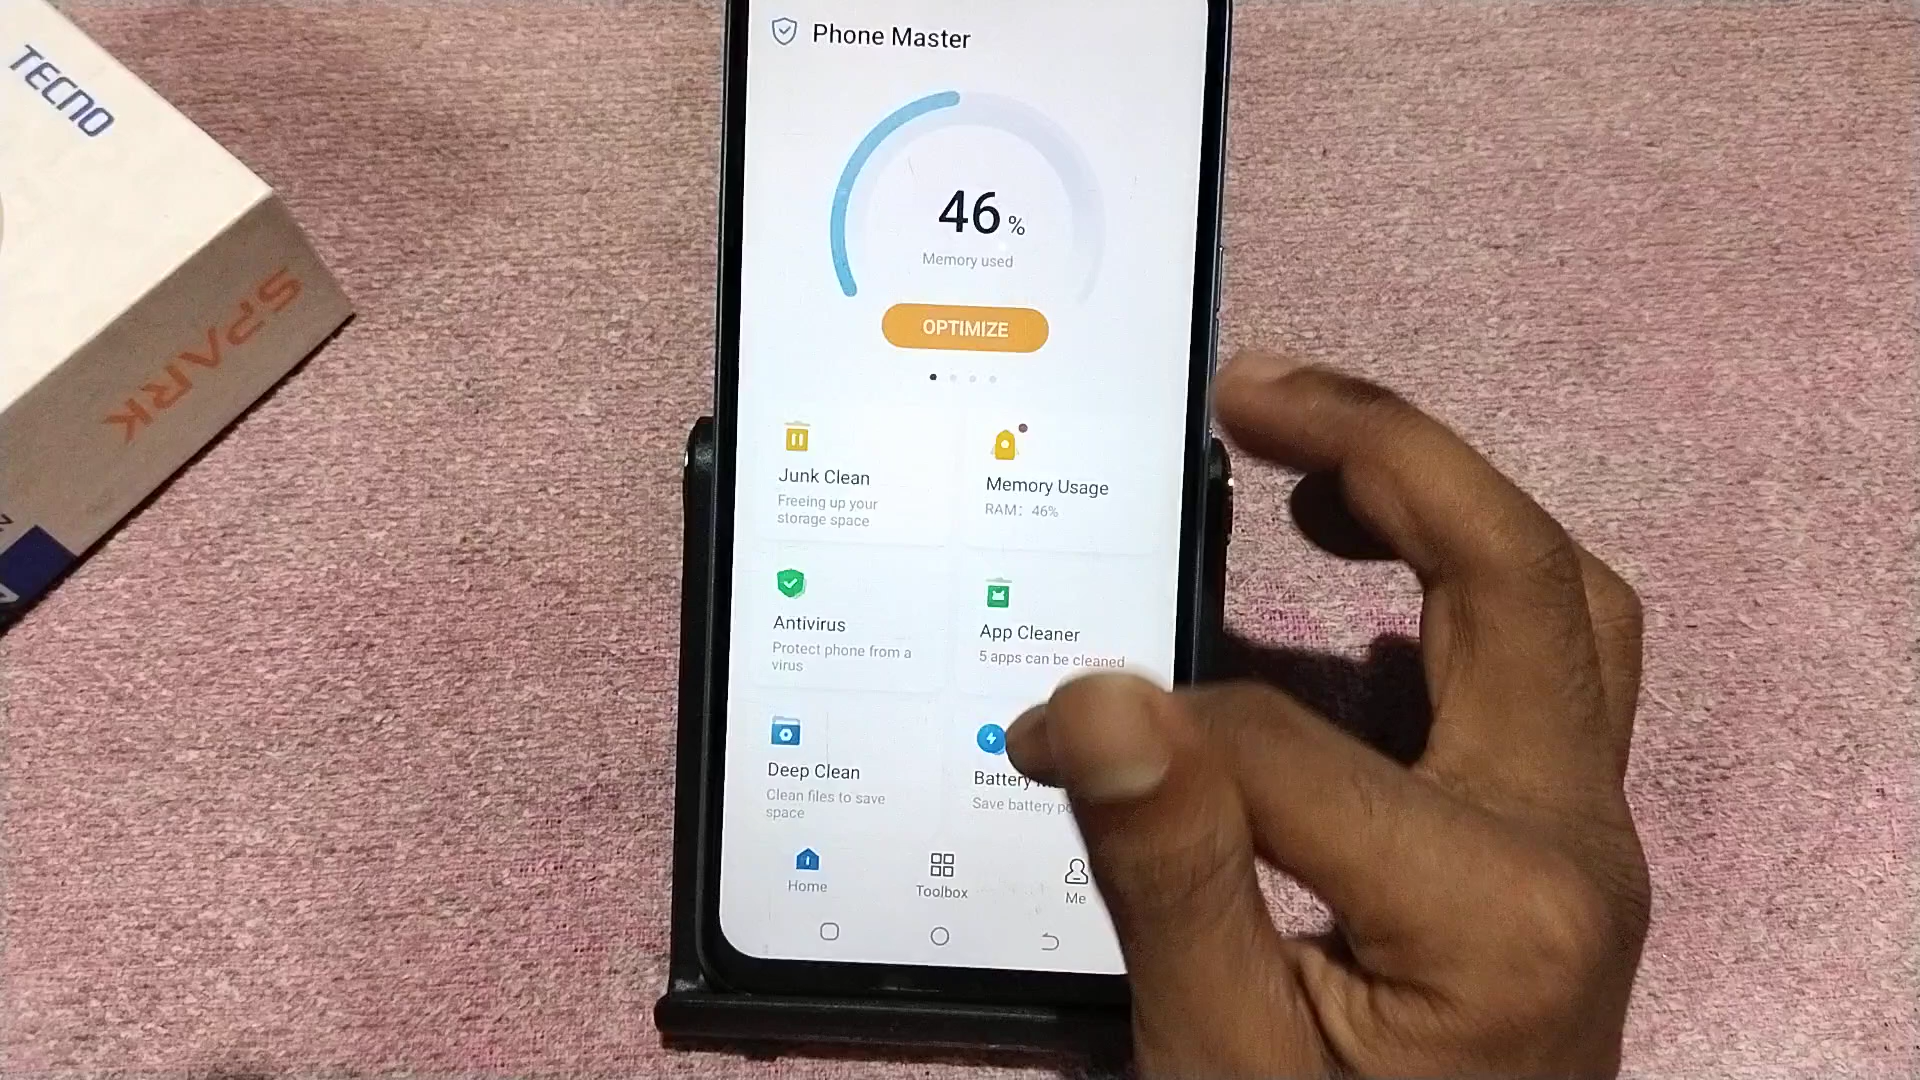 TECNO
SPARK
Phone Master
46 %
Memory used
OPTIMIZE
Junk Clean
Freeing up your
storage space
Memory Usage
RAM: 46%
Antivirus
Protect phone from a
virus
App Cleaner
5 apps can be cleaned
Deep Clean
Clean files to save
space
Battery
Save battery
Home
Toolbox
Me